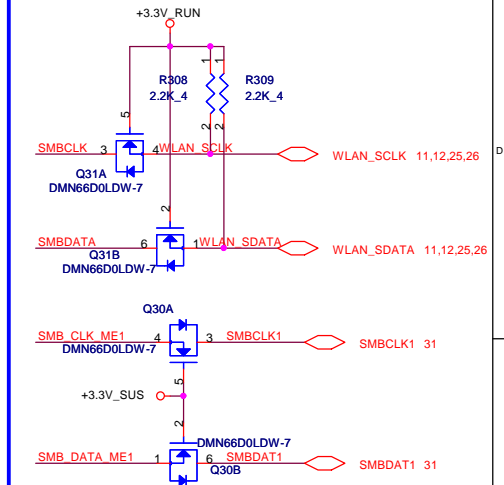 +3.3V_RUN
R308
2.2K_4
R309
2.2K_4
1
1
2
2
5
SMBCLK
3
4
WLAN_SCLK
WLAN_SCLK 11,12,25,26
D
Q31A
DMN66D0LDW-7
2
SMBDATA
6
1
WLAN_SDATA
WLAN_SDATA 11,12,25,26
Q31B
DMN66D0LDW-7
Q30A
SMB_CLK_ME1
4
3
SMBCLK1
SMBCLK1 31
DMN66D0LDW-7
5
+3.3V_SUS
2
DMN66D0LDW-7
SMB_DATA_ME1
1
6
SMBDAT1
SMBDAT1 31
Q30B